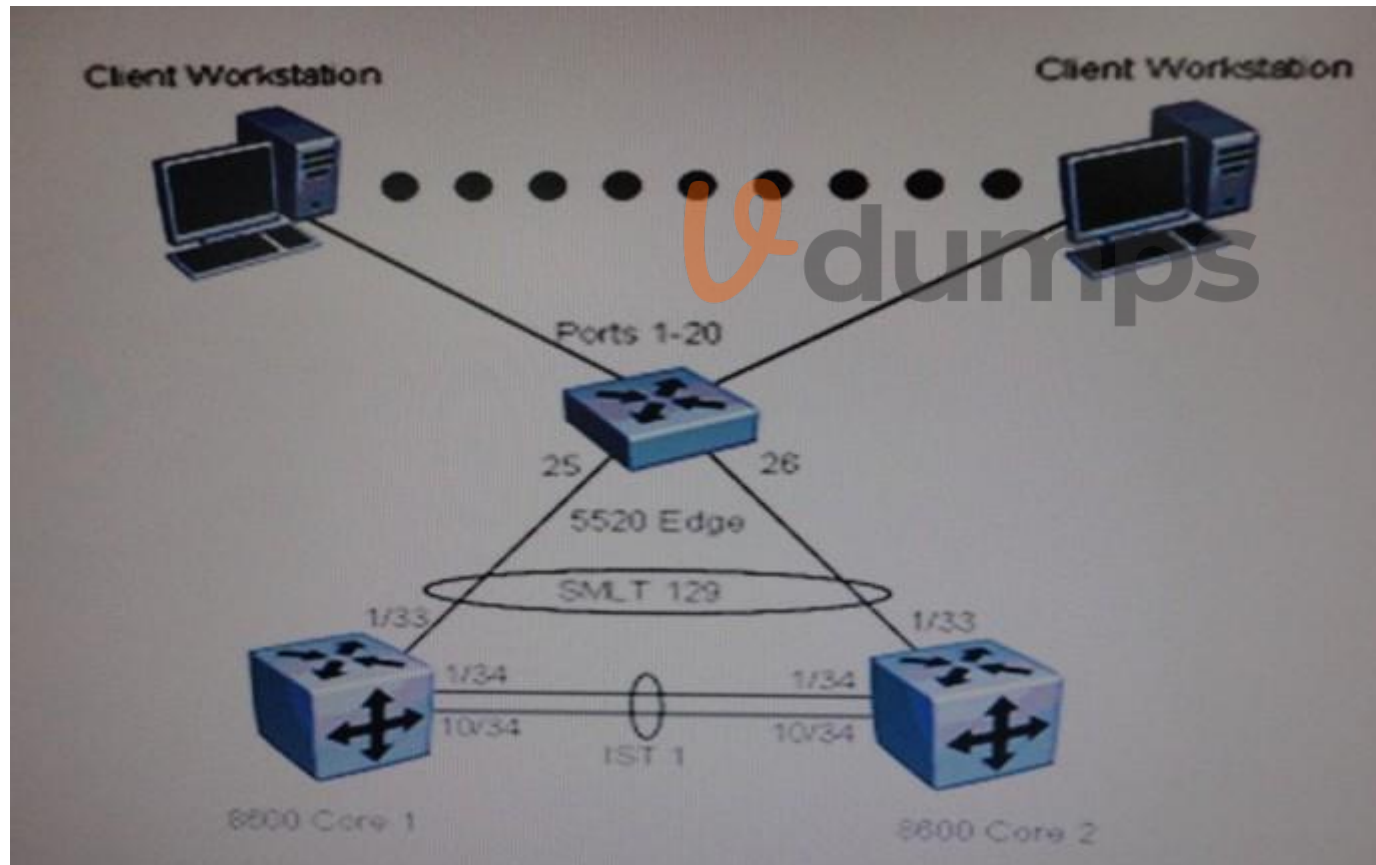 Client Workstation
Client Workstation
Vdumps
Ports 1-20
25
26
5520 Edge
SMLT 129
1/33
1/33
1/34
1/34
10/34
10/34
IST 1
8600 Core 1
8600 Core 2